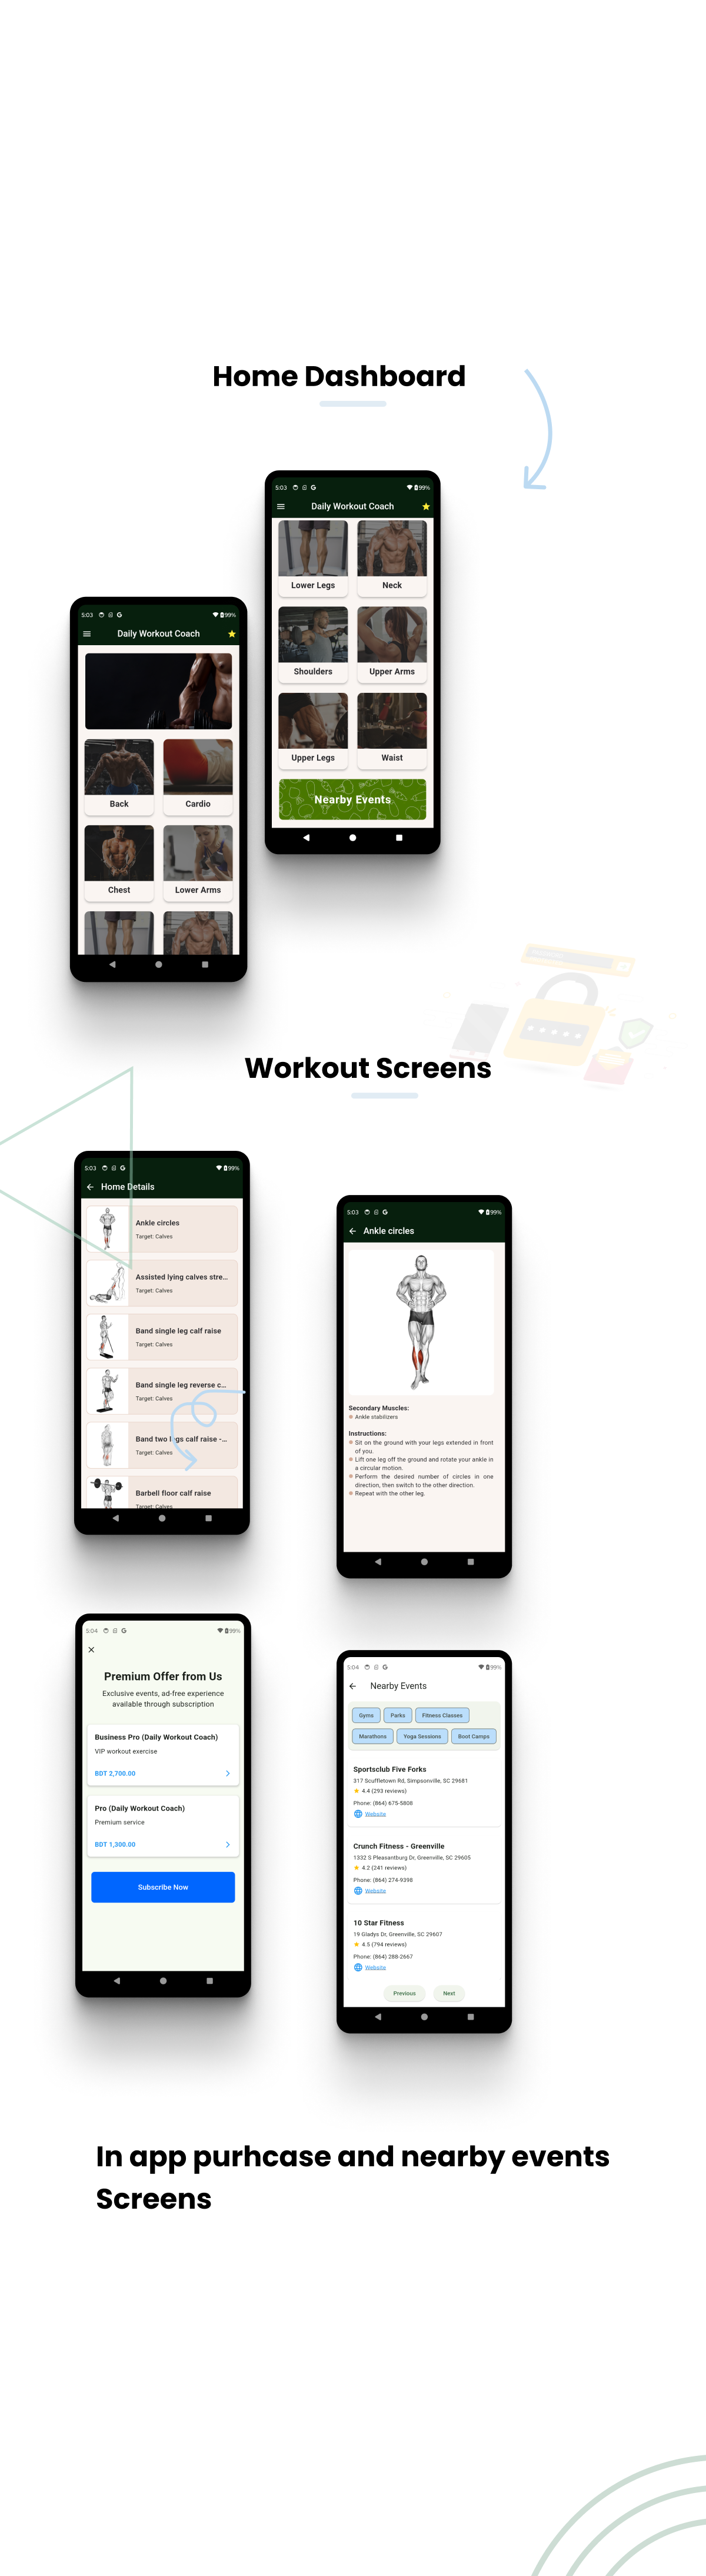 Home Dashboard
5:03
99%
Daily Workout Coach
Lower Legs
Neck
Shoulders
Upper Arms
Upper Legs
Waist
Nearby Events
5:03
99%
Daily Workout Coach
Back
Cardio
Chest
Lower Arms
Workout Screens
5:03
99%
Home Details
Ankle circles
Target: Calves
Assisted lying calves stre...
Target: Calves
Band single leg calf raise
Target: Calves
Band single leg reverse c...
Target: Calves
Band two legs calf raise -...
Target: Calves
Barbell floor calf raise
Target: Calves
5:03
99%
Ankle circles
Secondary Muscles:
Ankle stabilizers
Instructions:
Sit on the ground with your legs extended in front
of you.
Lift one leg off the ground and rotate your ankle in
a circular motion.
Perform the desired number of circles in one
direction, then switch to the other direction.
Repeat with the other leg.
5:04
99%
Premium Offer from Us
Exclusive events, ad-free experience
available through subscription
Business Pro (Daily Workout Coach)
VIP workout exercise
BDT 2,700.00
Pro (Daily Workout Coach)
Premium service
BDT 1,300.00
Subscribe Now
5:04
99%
Nearby Events
Gyms
Parks
Fitness Classes
Marathons
Yoga Sessions
Boot Camps
Sportsclub Five Forks
317 Scuffletown Rd, Simpsonville, SC 29681
4.4 (293 reviews)
Phone: (864) 675-5808
Website
Crunch Fitness - Greenville
1332 S Pleasantburg Dr, Greenville, SC 29605
4.2 (241 reviews)
Phone: (864) 274-9398
Website
10 Star Fitness
19 Gladys Dr, Greenville, SC 29607
4.5 (794 reviews)
Phone: (864) 288-2667
Website
Previous
Next
In app purhcase and nearby events
Screens